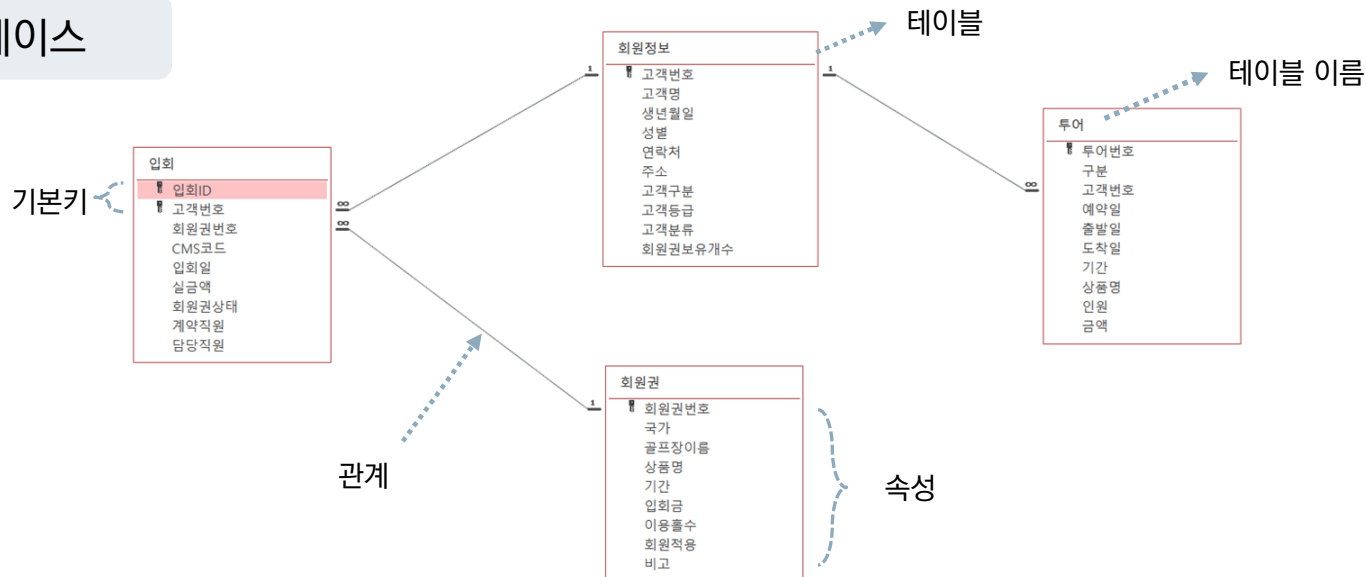 테이블
테이블 이름
회원정보
1
고객번호
1
고객명
생년월일
성별
연락처
주소
고객구분
고객등급
고객분류
회원권보유개수
투어
투어번호
구분
∞
고객번호
예약일
출발일
도착일
기간
상품명
인원
금액
입회
기본키
입회ID
고객번호
∞
회원권번호
∞
CMS코드
입회일
실금액
회원권상태
계약직원
담당직원
관계
회원권
1
회원권번호
국가
골프장이름
상품명
기간
입회금
이용홀수
회원적용
비고
속성